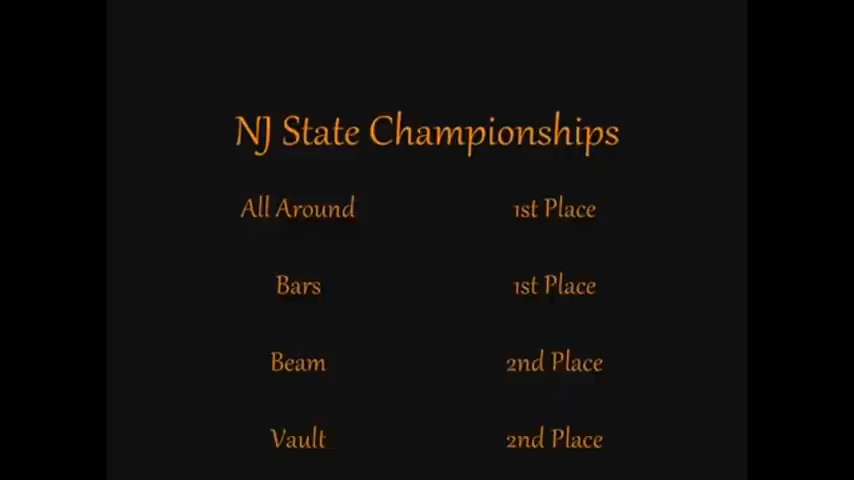 NJ State Championships
All Around 1st Place
Bars 1st Place
Beam 2nd Place
Vault 2nd Place